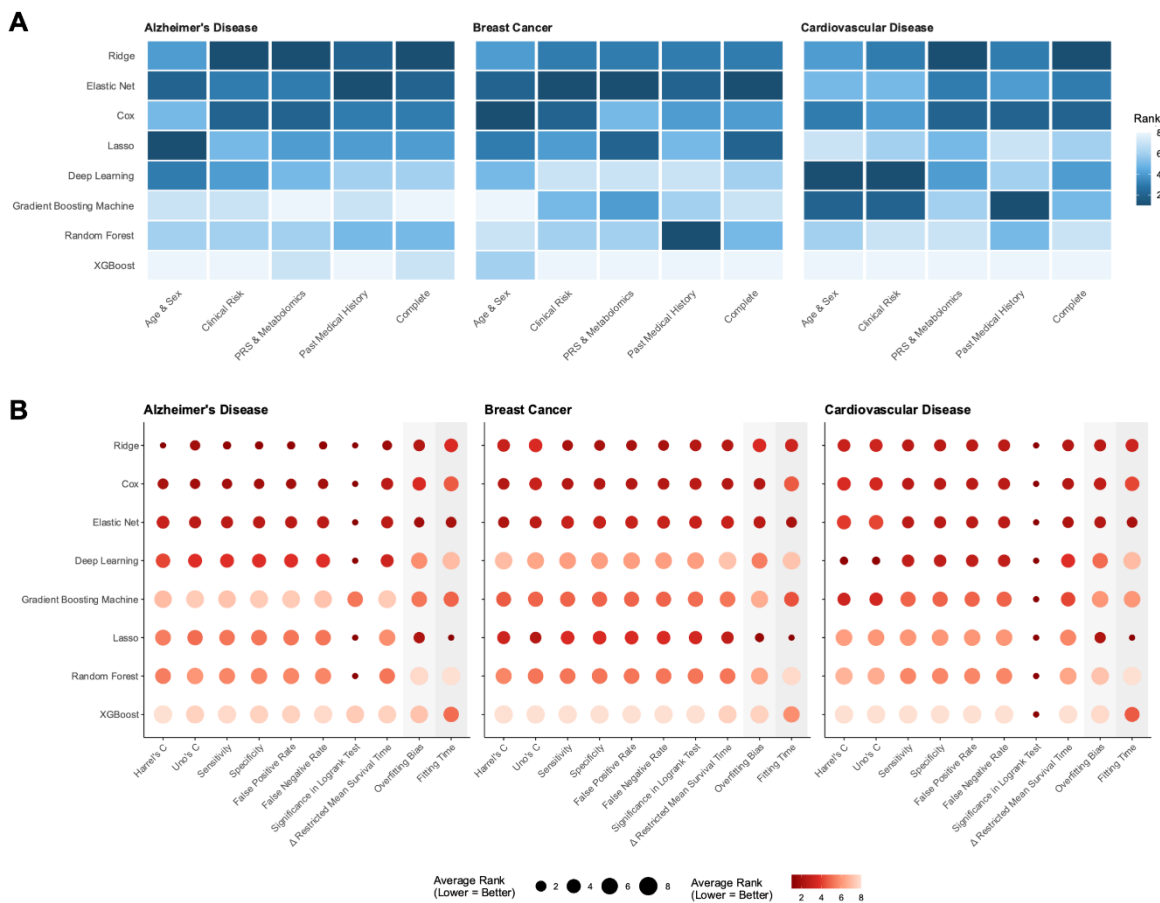 A
Alzheimer's Disease
Breast Cancer
Cardiovascular Disease
Ridge
Elastic Net
Cox
Lasso
Deep Learning
Gradient Boosting Machine
Random Forest
XGBoost
Rank
8
6
4
2
Age & Sex
Clinical Risk
PRS & Metabolomics
Past Medical History
Complete
Age & Sex
Clinical Risk
PRS & Metabolomics
Past Medical History
Complete
Age & Sex
Clinical Risk
PRS & Metabolomics
Past Medical History
Complete
B
Alzheimer's Disease
Breast Cancer
Cardiovascular Disease
Ridge
Cox
Elastic Net
Deep Learning
Gradient Boosting Machine
Lasso
Random Forest
XGBoost
Harrel's C
Uno's C
Sensitivity
Specificity
False Positive Rate
False Negative Rate
Significance in Logrank Test
Δ Restricted Mean Survival Time
Overfitting Bias
Fitting Time
Harrel's C
Uno's C
Sensitivity
Specificity
False Positive Rate
False Negative Rate
Significance in Logrank Test
Δ Restricted Mean Survival Time
Overfitting Bias
Fitting Time
Harrel's C
Uno's C
Sensitivity
Specificity
False Positive Rate
False Negative Rate
Significance in Logrank Test
Δ Restricted Mean Survival Time
Overfitting Bias
Fitting Time
Average Rank
(Lower = Better)
2 4 6 8
Average Rank
(Lower = Better)
2 4 6 8